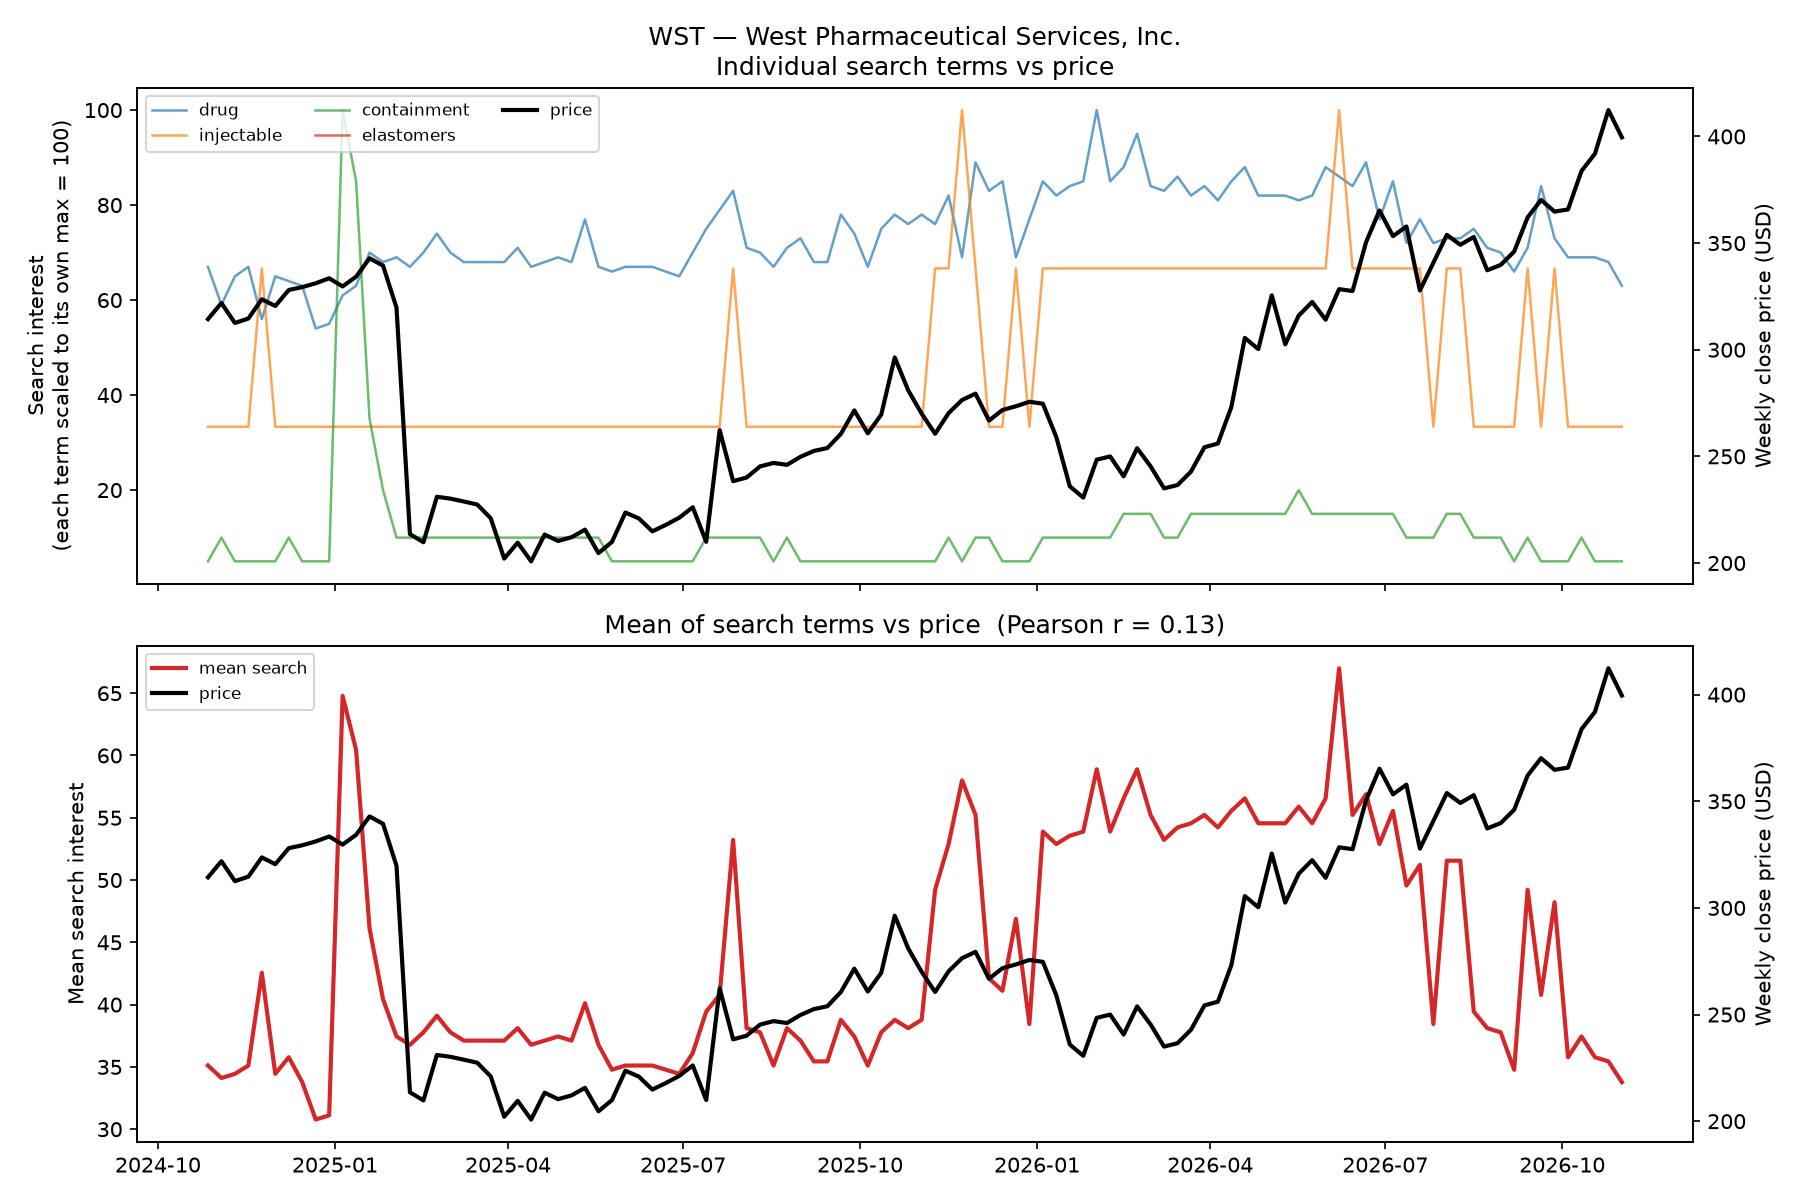 WST — West Pharmaceutical Services, Inc.
Individual search terms vs price
drug
injectable
containment
elastomers
price
Search interest
(each term scaled to its own max = 100)
100
80
60
40
20
400
350
300
250
200
Weekly close price (USD)
Mean of search terms vs price (Pearson r = 0.13)
mean search
price
Mean search interest
65
60
55
50
45
40
35
30
400
350
300
250
200
Weekly close price (USD)
2024-10
2025-01
2025-04
2025-07
2025-10
2026-01
2026-04
2026-07
2026-10